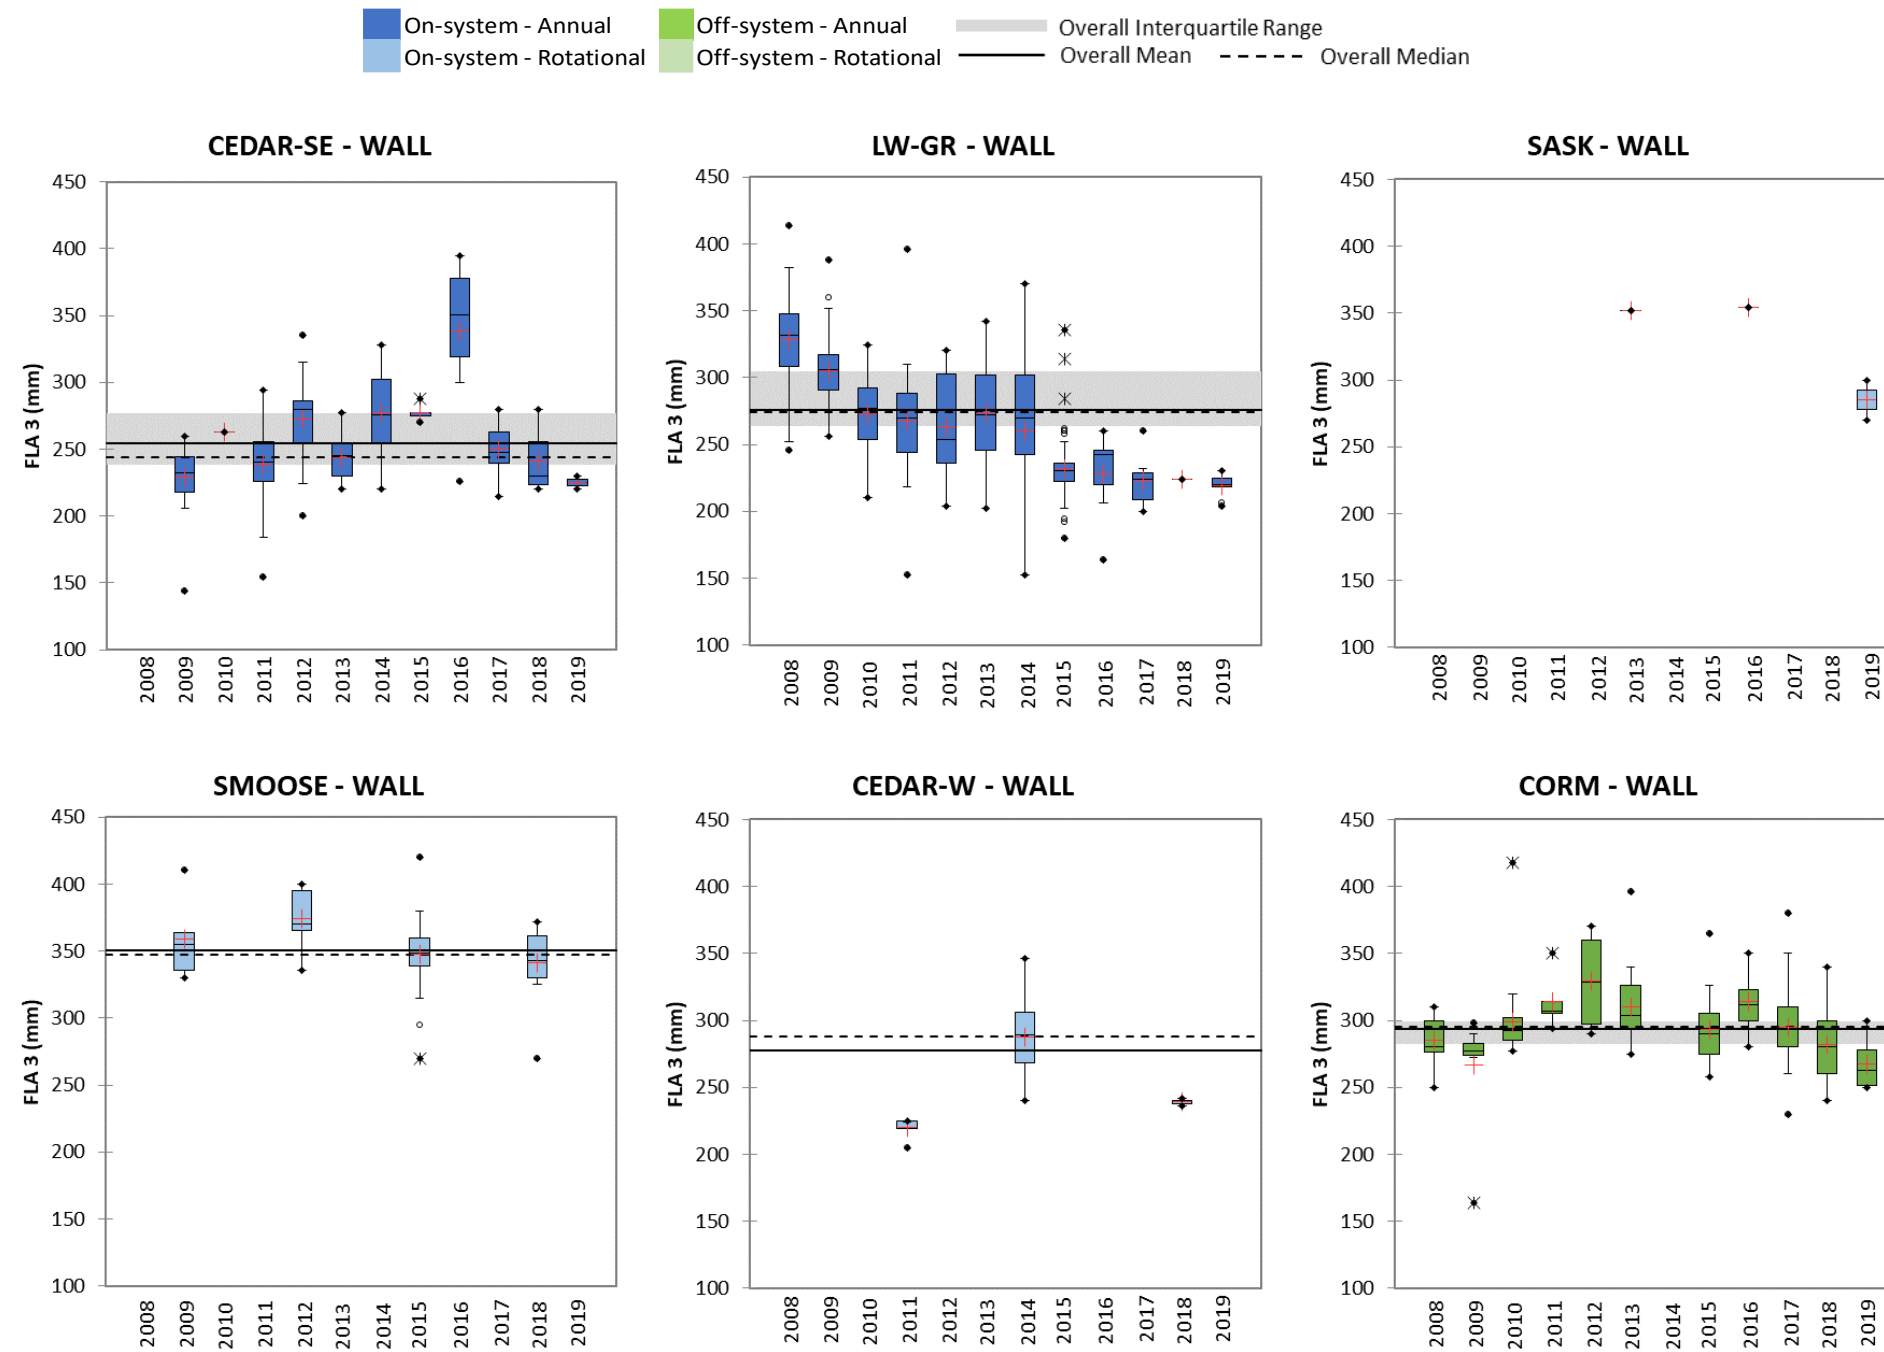 On-system - Annual Off-system - Annual Overall Interquartile Range
On-system - Rotational Off-system - Rotational Overall Mean Overall Median
CEDAR-SE - WALL
FLA 3 (mm)
450
400
350
300
250
200
150
100
2008 2009 2010 2011 2012 2013 2014 2015 2016 2017 2018 2019
LW-GR - WALL
FLA 3 (mm)
450
400
350
300
250
200
150
100
2008 2009 2010 2011 2012 2013 2014 2015 2016 2017 2018 2019
SASK - WALL
FLA 3 (mm)
450
400
350
300
250
200
150
100
2008 2009 2010 2011 2012 2013 2014 2015 2016 2017 2018 2019
SMOOSE - WALL
FLA 3 (mm)
450
400
350
300
250
200
150
100
2008 2009 2010 2011 2012 2013 2014 2015 2016 2017 2018 2019
CEDAR-W - WALL
FLA 3 (mm)
450
400
350
300
250
200
150
100
2008 2009 2010 2011 2012 2013 2014 2015 2016 2017 2018 2019
CORM - WALL
FLA 3 (mm)
450
400
350
300
250
200
150
100
2008 2009 2010 2011 2012 2013 2014 2015 2016 2017 2018 2019